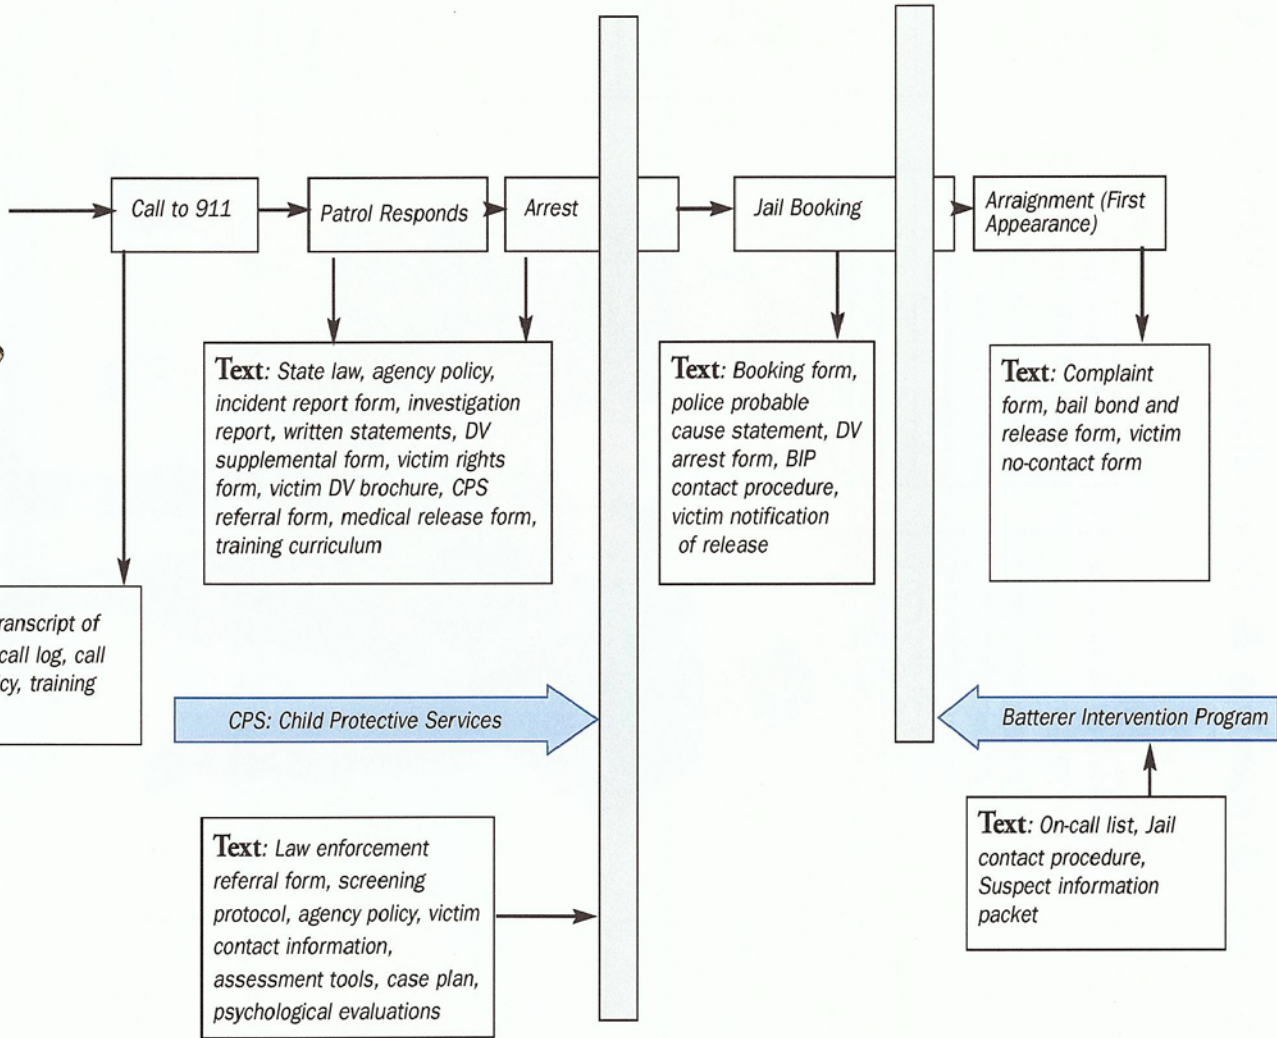 Call to 911
Patrol Responds
Arrest
Jail Booking
Arraignment (First
Appearance)
Text: State law, agency policy,
incident report form, investigation
report, written statements, DV
supplemental form, victim rights
form, victim DV brochure, CPS
referral form, medical release form,
training curriculum
Text: Booking form,
police probable
cause statement, DV
arrest form, BIP
contact procedure,
victim notification
of release
Text: Complaint
form, bail bond and
release form, victim
no-contact form
ranscript of
call log, call
cy, training
CPS: Child Protective Services
Batterer Intervention Program
Text: Law enforcement
referral form, screening
protocol, agency policy, victim
contact information,
assessment tools, case plan,
psychological evaluations
Text: On-call list, Jail
contact procedure,
Suspect information
packet